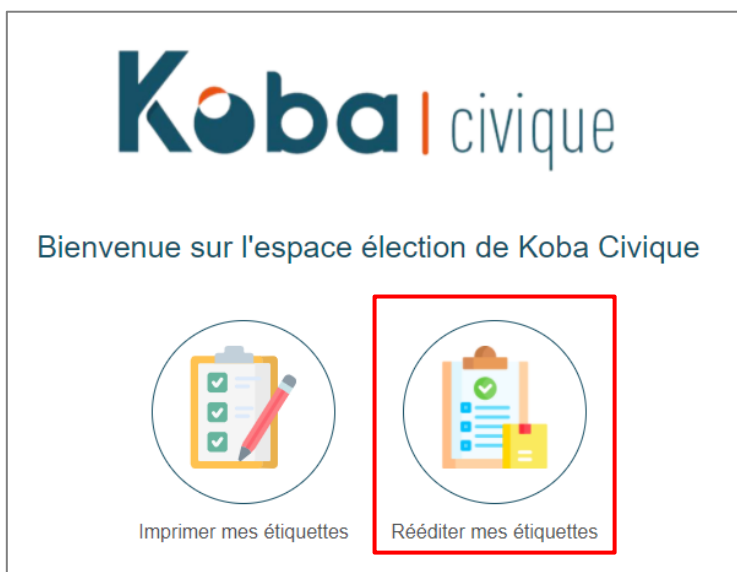 Koba | civique
Bienvenue sur l'espace élection de Koba Civique
Imprimer mes étiquettes
Rééditer mes étiquettes